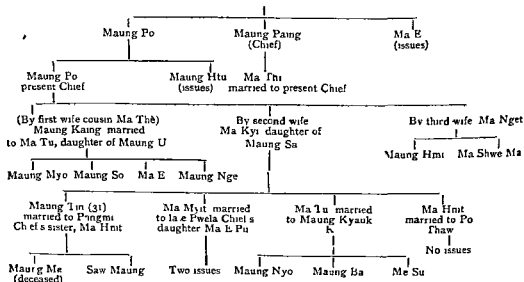 Maung Po
Maung Paing
(Chief)
Ma E
(issues)
Maung Po
present Chief
Maung Htu
(issues)
Ma Thi
married to present Chief
(By first wife cousin Ma Thè)
Maung Kaing married
to Ma Tu, daughter of Maung U
By second wife
Ma Kyi daughter of
Maung Sa
By third wife Ma Nget
Maung Hmi Ma Shwe Ma
Maung Myo Maung So Ma E Maung Nge
Maung Tin (31)
married to Pingmi
Chief s sister, Ma Hnit
Ma Myit married
to late Pwela Chief s
daughter Ma E Pu
Ma Tu married
to Maung Kyauk
K
Ma Hnit
married to Po
Thaw
No issues
Maung Me
(deceased)
Saw Maung
Two issues
Maung Nyo
Maung Ba
Me Su